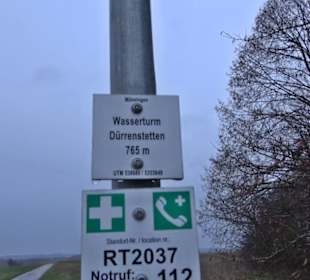 Münsingen
Wasserturm
Dürrenstetten
765 m
Standort-Nr. / location nr.
RT2037
Notruf: 112